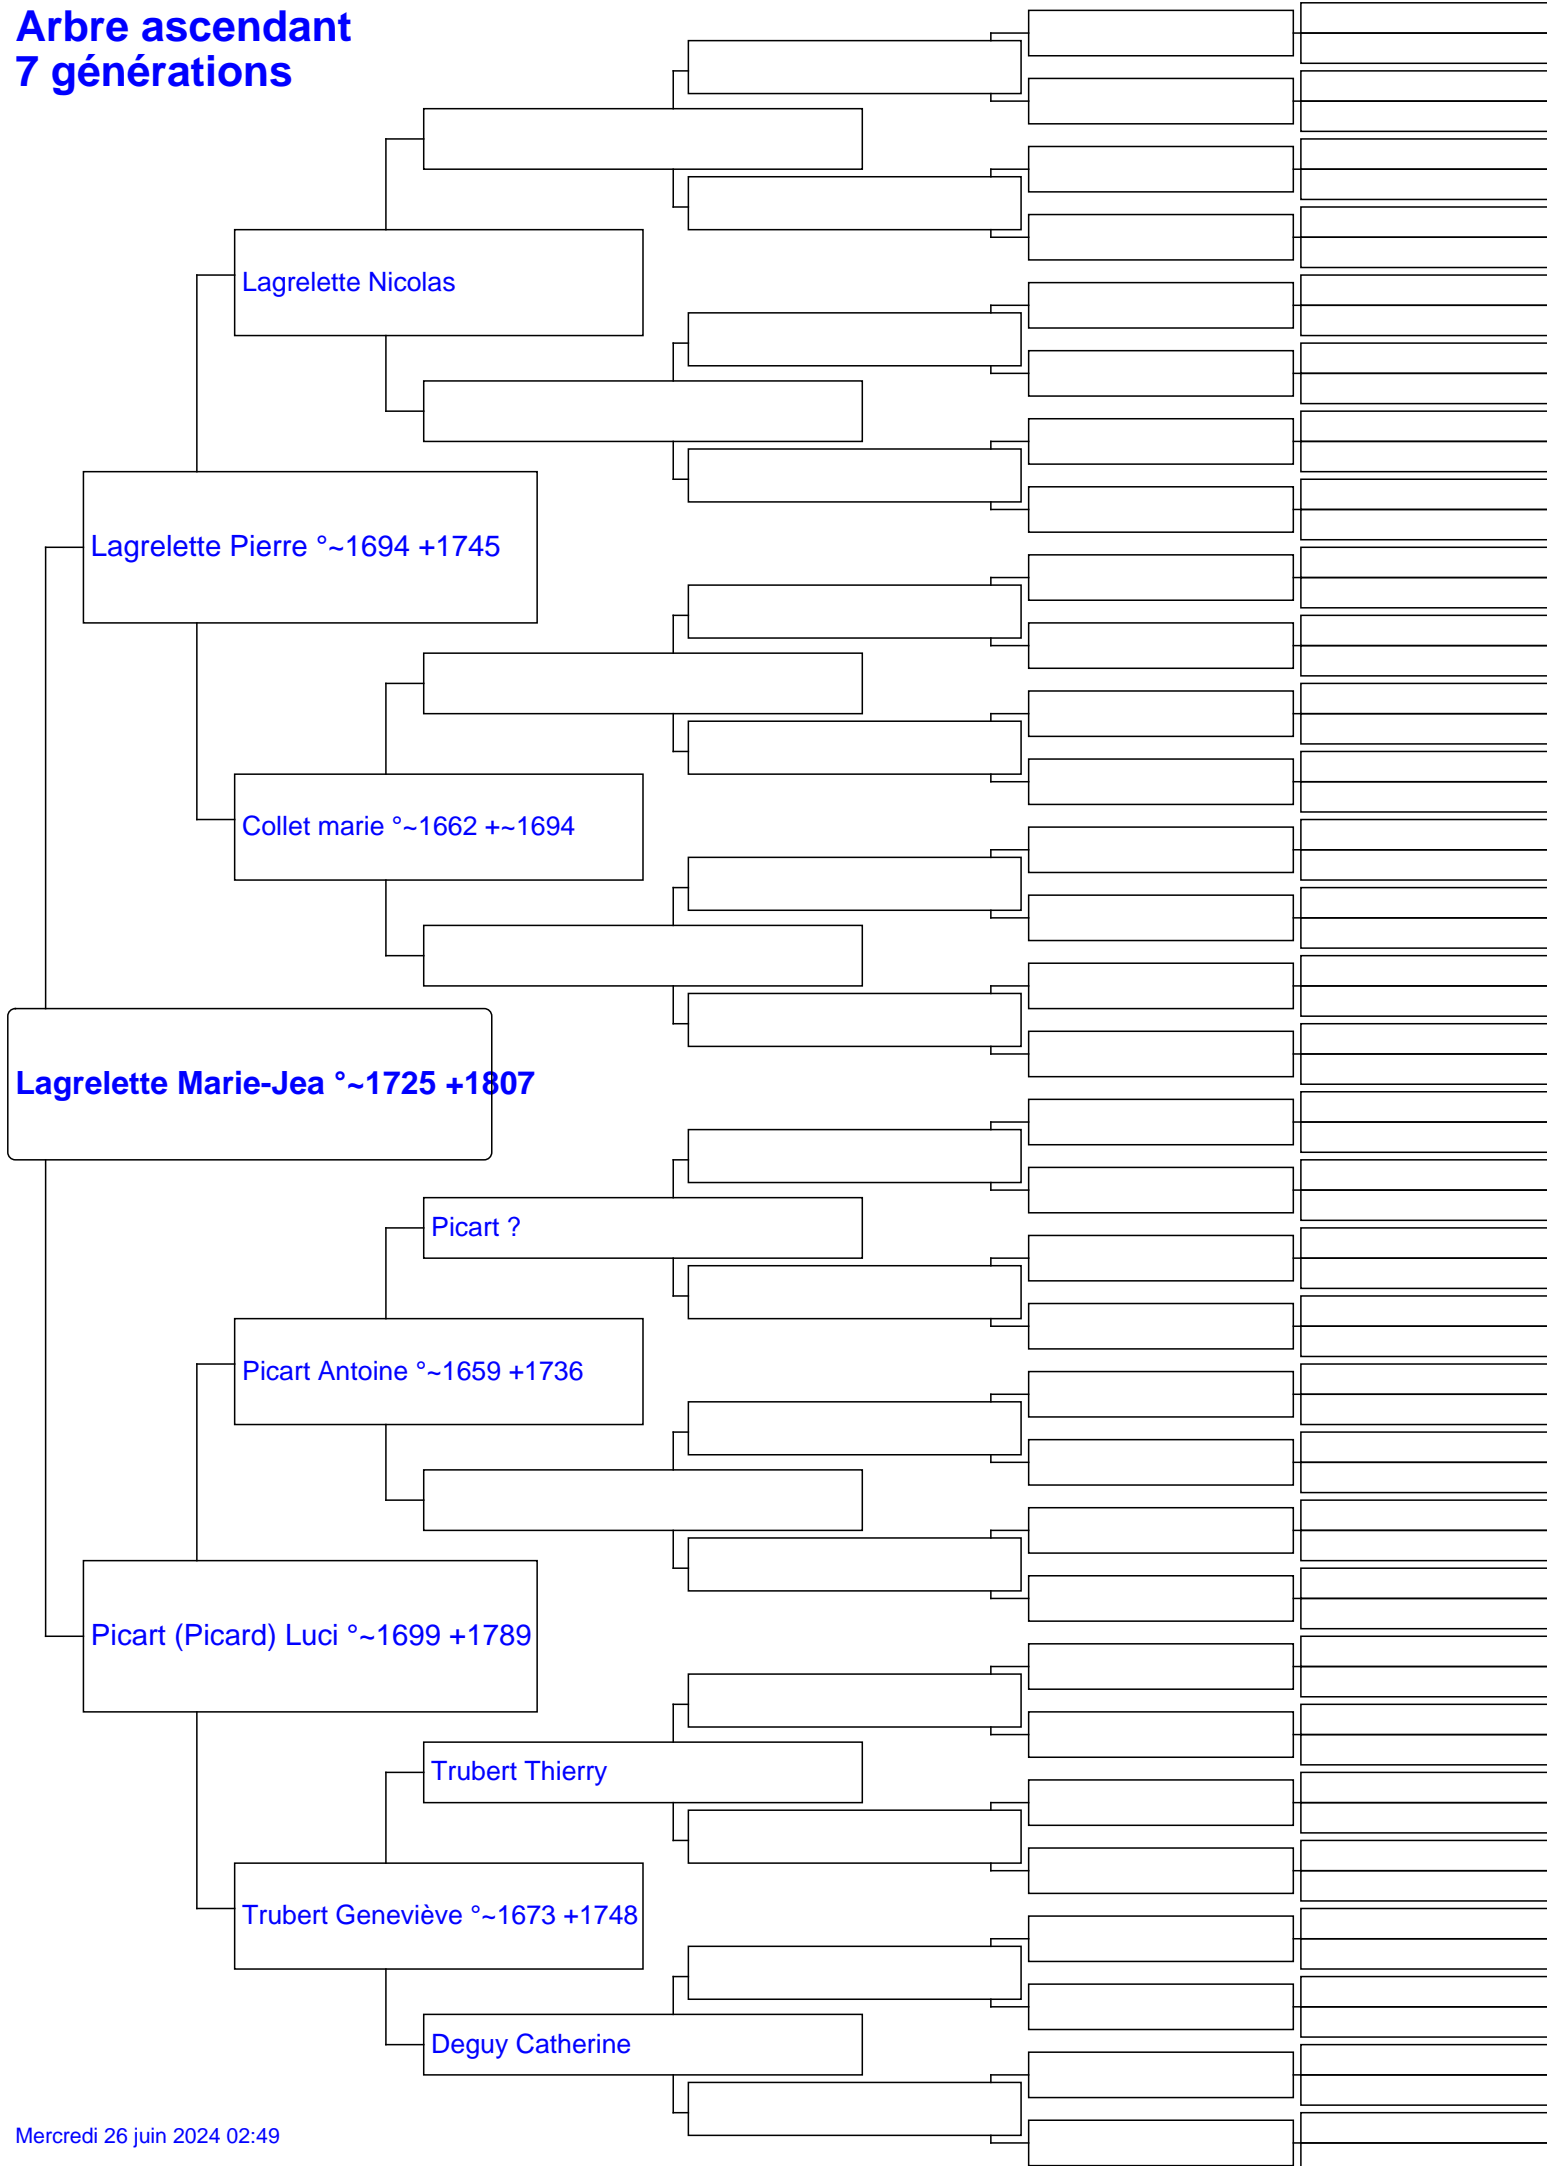 Arbre ascendant
7 générations
Lagrelette Nicolas
Lagrelette Pierre °~1694 +1745
Collet marie °~1662 +~1694
Lagrelette Marie-Jea °~1725 +1807
Picart ?
Picart Antoine °~1659 +1736
Picart (Picard) Luci °~1699 +1789
Trubert Thierry
Trubert Geneviève °~1673 +1748
Deguy Catherine
Mercredi 26 juin 2024 02:49